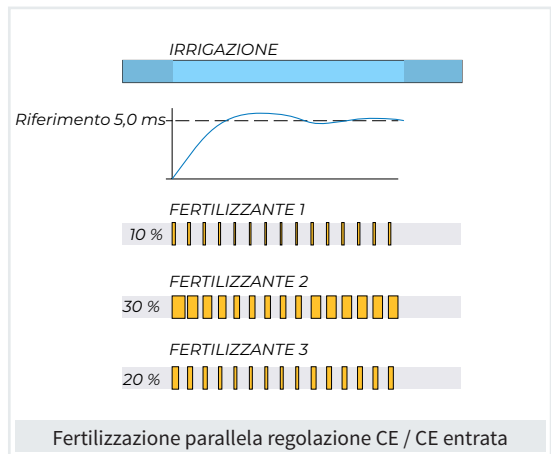 IRRIGAZIONE
Riferimento 5,0 ms
FERTILIZZANTE 1
10 %
FERTILIZZANTE 2
30 %
FERTILIZZANTE 3
20 %
Fertilizzazione parallela regolazione CE / CE entrata